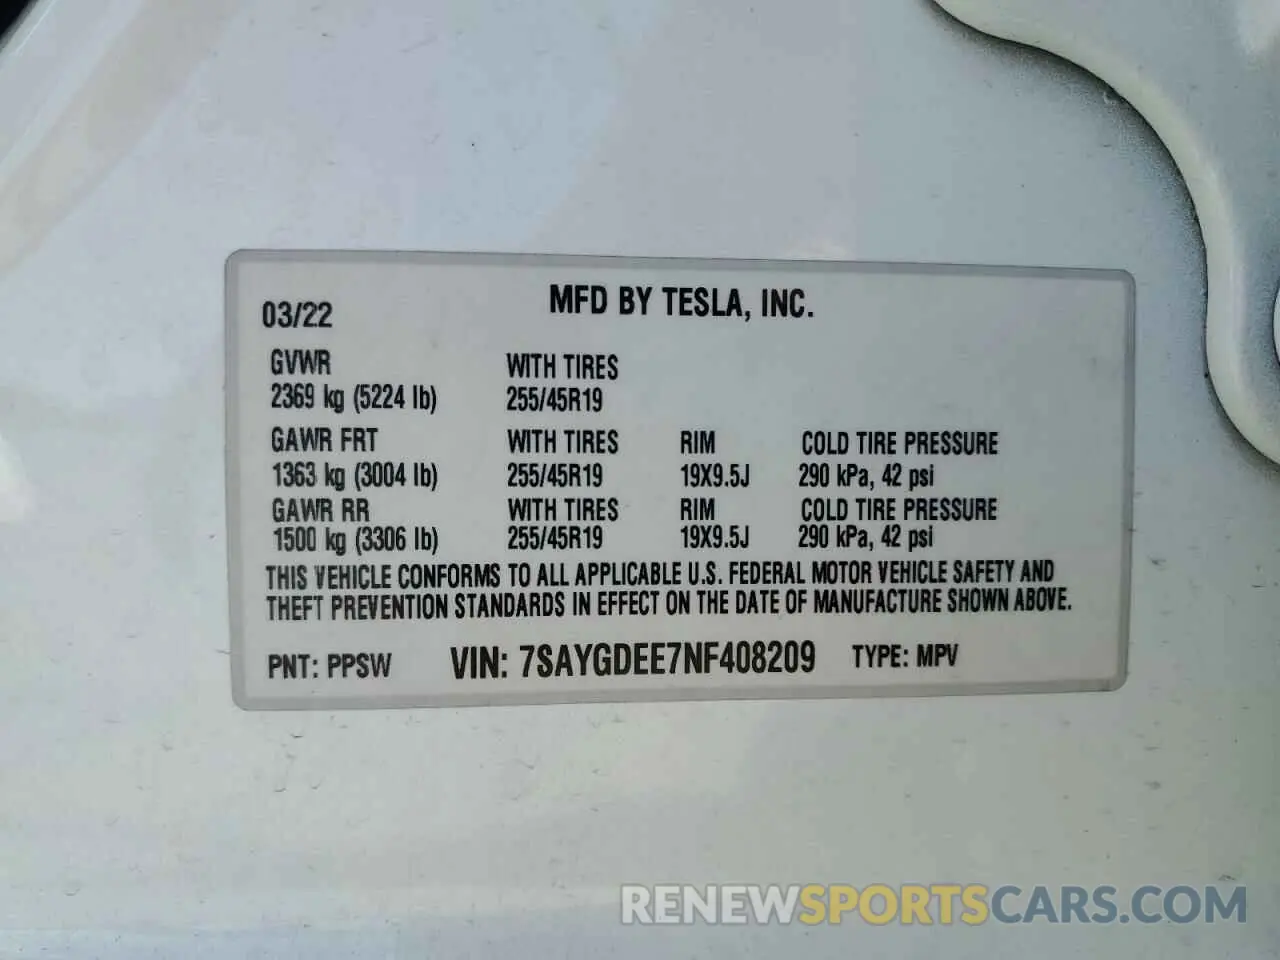 MFD BY TESLA, INC.
03/22
GVWR WITH TIRES
2369 kg (5224 lb) 255/45R19
GAWR FRT WITH TIRES RIM COLD TIRE PRESSURE
1363 kg (3004 lb) 255/45R19 19X9.5J 290 kPa, 42 psi
GAWR RR WITH TIRES RIM COLD TIRE PRESSURE
1500 kg (3306 lb) 255/45R19 19X9.5J 290 kPa, 42 psi
THIS VEHICLE CONFORMS TO ALL APPLICABLE U.S. FEDERAL MOTOR VEHICLE SAFETY AND
THEFT PREVENTION STANDARDS IN EFFECT ON THE DATE OF MANUFACTURE SHOWN ABOVE.
PNT: PPSW VIN: 7SAYGDEE7NF408209 TYPE: MPV
RENEWSPORTSCARS.COM